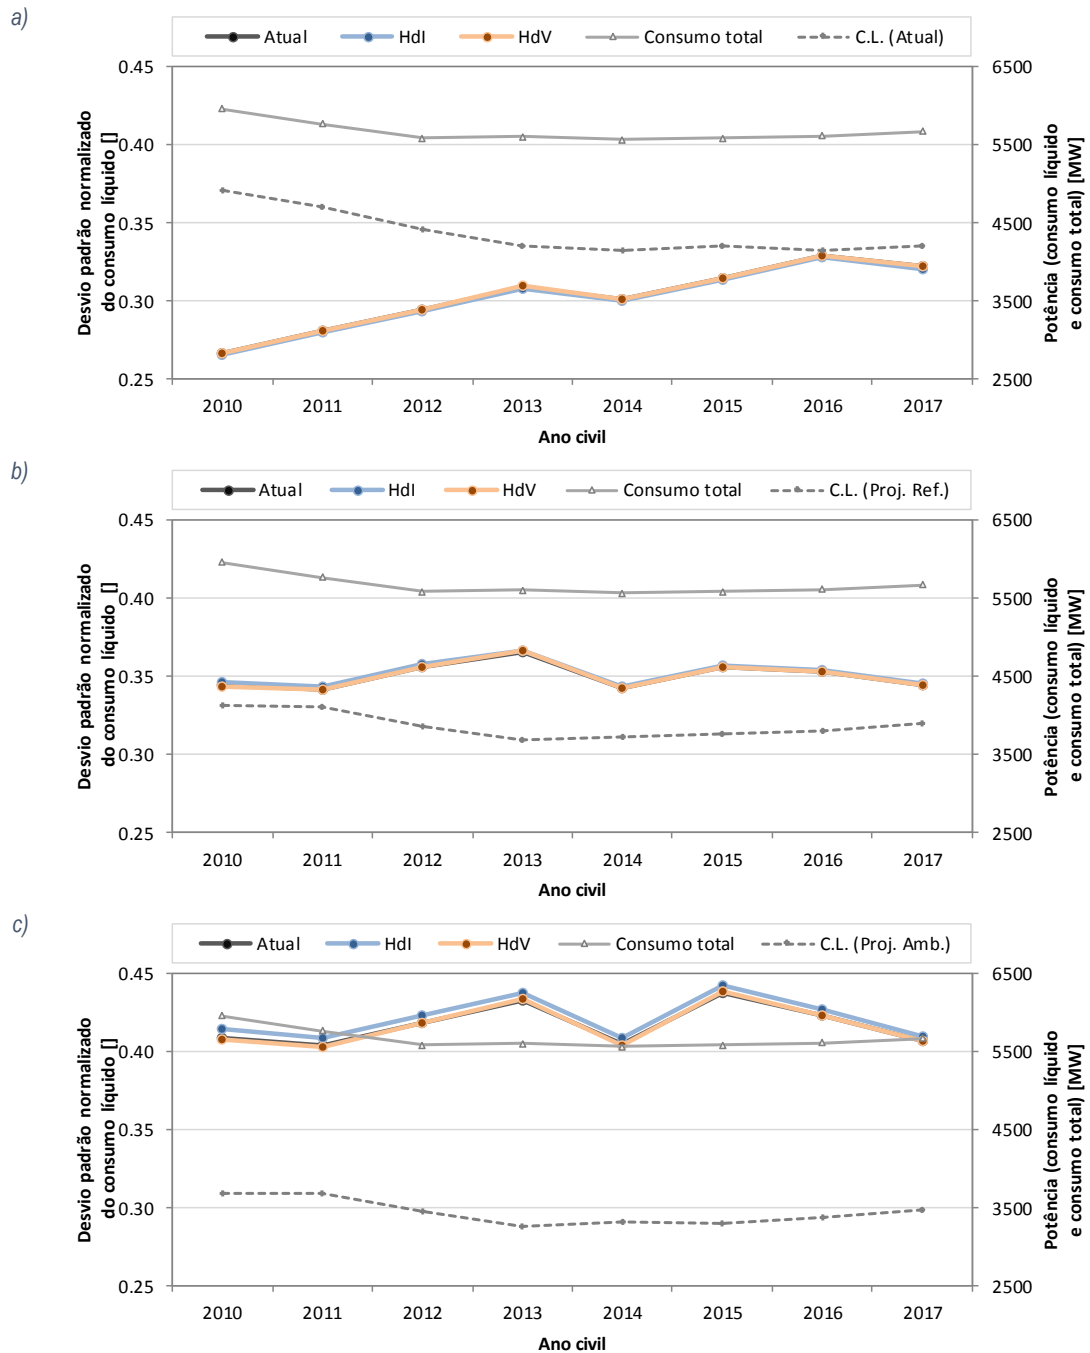 a)
Atual HdI HdV Consumo total C.L. (Atual)
0.45 6500
0.40 5500
0.35 4500
0.30 3500
0.25 2500
Desvio padrão normalizado
do consumo líquido []
Potência (consumo líquido
e consumo total) [MW]
2010 2011 2012 2013 2014 2015 2016 2017
Ano civil
b)
Atual HdI HdV Consumo total C.L. (Proj. Ref.)
0.45 6500
0.40 5500
0.35 4500
0.30 3500
0.25 2500
Desvio padrão normalizado
do consumo líquido []
Potência (consumo líquido
e consumo total) [MW]
2010 2011 2012 2013 2014 2015 2016 2017
Ano civil
c)
Atual HdI HdV Consumo total C.L. (Proj. Amb.)
0.45 6500
0.40 5500
0.35 4500
0.30 3500
0.25 2500
Desvio padrão normalizado
do consumo líquido []
Potência (consumo líquido
e consumo total) [MW]
2010 2011 2012 2013 2014 2015 2016 2017
Ano civil